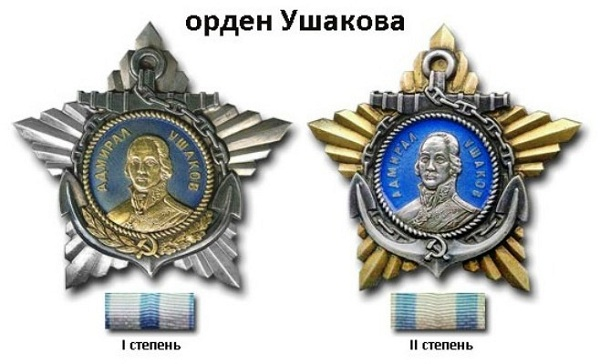 орден Ушакова
АДМИРАЛ УШАКОВ
АДМИРАЛ УШАКОВ
I степень
II степень